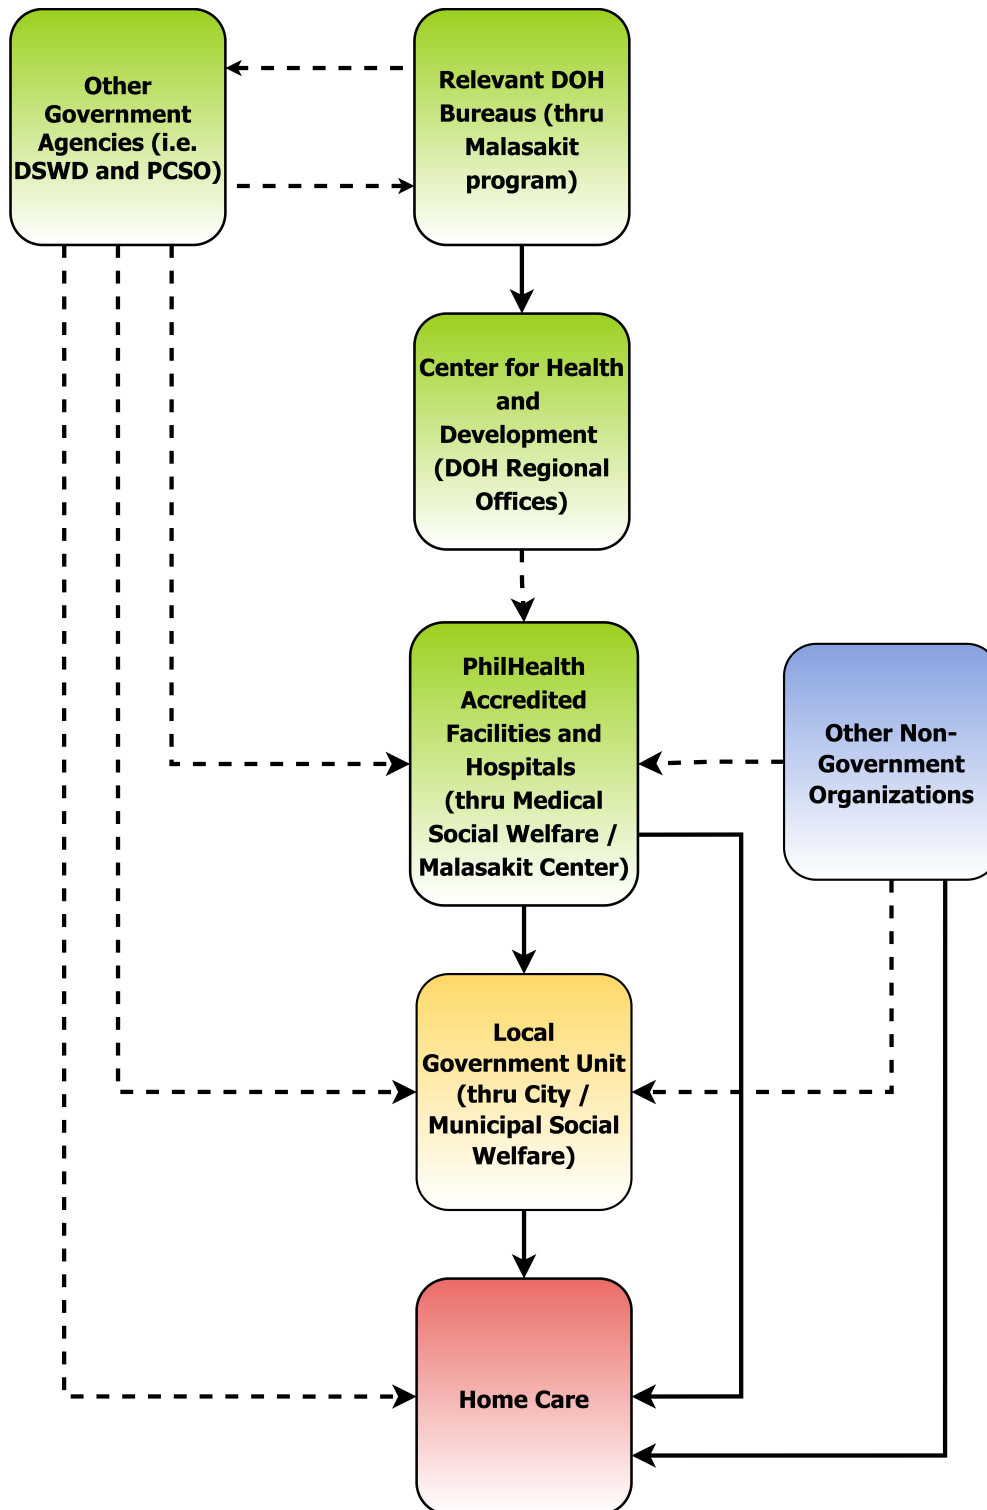 Other
Government
Agencies (i.e.
DSWD and PCSO)
Relevant DOH
Bureaus (thru
Malasakit
program)
Center for Health
and
Development
(DOH Regional
Offices)
PhilHealth
Accredited
Facilities and
Hospitals
(thru Medical
Social Welfare /
Malasakit Center)
Other Non-
Government
Organizations
Local
Government Unit
(thru City /
Municipal Social
Welfare)
Home Care